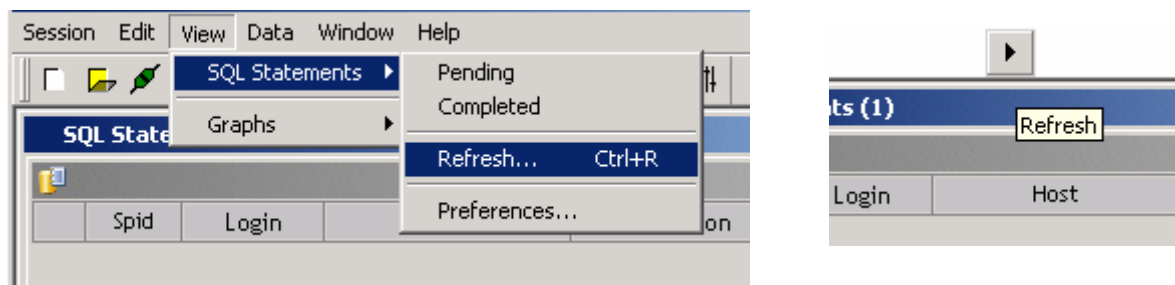 Session Edit View Data Window Help
SQL Statements
Graphs
Pending
Completed
Refresh... Ctrl+R
Preferences...
SQL State
Spid Login on
nts (1)
Refresh
Login Host